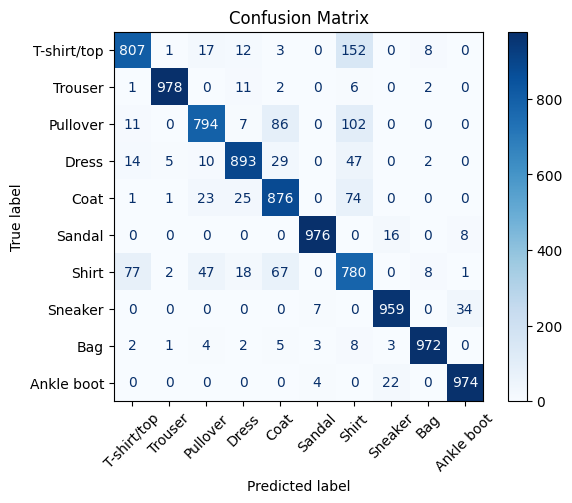 Confusion Matrix
True label
T-shirt/top 807 1 17 12 3 0 152 0 8 0
Trouser 1 978 0 11 2 0 6 0 2 0
Pullover 11 0 794 7 86 0 102 0 0 0
Dress 14 5 10 893 29 0 47 0 2 0
Coat 1 1 23 25 876 0 74 0 0 0
Sandal 0 0 0 0 0 976 0 16 0 8
Shirt 77 2 47 18 67 0 780 0 8 1
Sneaker 0 0 0 0 0 7 0 959 0 34
Bag 2 1 4 2 5 3 8 3 972 0
Ankle boot 0 0 0 0 0 4 0 22 0 974
T-shirt/top Trouser Pullover Dress Coat Sandal Shirt Sneaker Bag Ankle boot
Predicted label
800
600
400
200
0